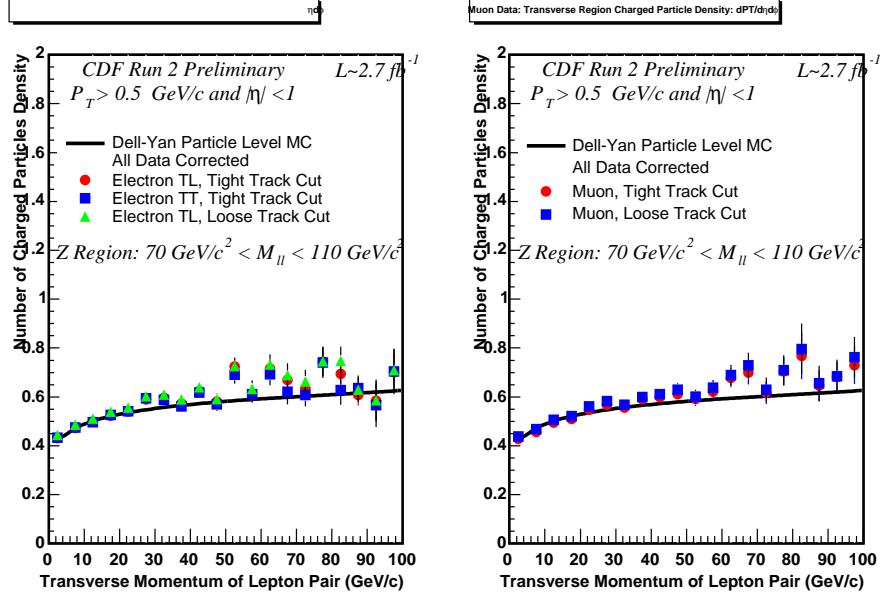 ηdφ
Muon Data: Transverse Region Charged Particle Density: dPT/dηdφ
Number of Charged Particles Density
2
1.8
1.6
1.4
1.2
1
0.8
0.6
0.4
0.2
0
CDF Run 2 Preliminary
L~2.7 fb⁻¹
P_T > 0.5 GeV/c and |η| <1
Dell-Yan Particle Level MC
All Data Corrected
Electron TL, Tight Track Cut
Electron TT, Tight Track Cut
Electron TL, Loose Track Cut
Z Region: 70 GeV/c² < M_ll < 110 GeV/c²
0 10 20 30 40 50 60 70 80 90 100
Transverse Momentum of Lepton Pair (GeV/c)
Number of Charged Particles Density
2
1.8
1.6
1.4
1.2
1
0.8
0.6
0.4
0.2
0
CDF Run 2 Preliminary
L~2.7 fb⁻¹
P_T > 0.5 GeV/c and |η| <1
Dell-Yan Particle Level MC
All Data Corrected
Muon, Tight Track Cut
Muon, Loose Track Cut
Z Region: 70 GeV/c² < M_ll < 110 GeV/c²
0 10 20 30 40 50 60 70 80 90 100
Transverse Momentum of Lepton Pair (GeV/c)